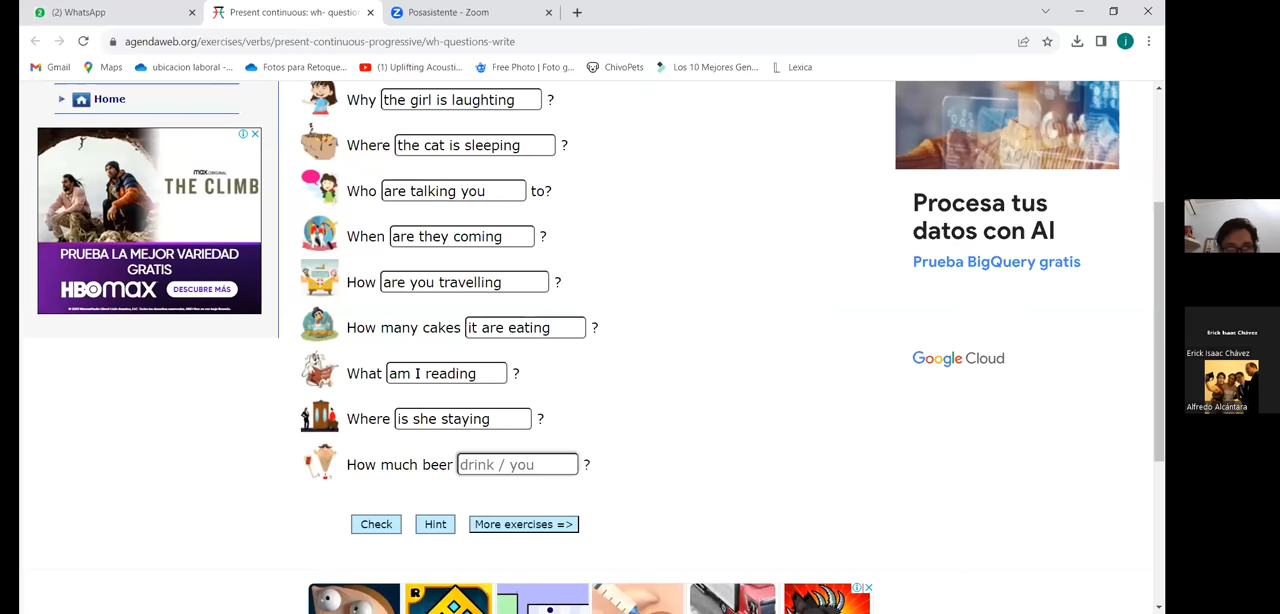 (2) WhatsApp
Present continuous: wh- question
Posasistente - Zoom
agendaweb.org/exercises/verbs/present-continuous-progressive/wh-questions-write
j
Gmail
Maps
ubicacion laboral -...
Fotos para Retoque...
(1) Uplifting Acousti...
Free Photo | Foto g...
ChivoPets
Los 10 Mejores Gen...
Lexica
Home
max ORIGINAL
THE CLIMB
PRUEBA LA MEJOR VARIEDAD
GRATIS
HBOmax DESCUBRE MÁS
Why the girl is laughting ?
Where the cat is sleeping ?
Who are talking you to?
When are they coming ?
How are you travelling ?
How many cakes it are eating ?
What am I reading ?
Where is she staying ?
How much beer drink / you ?
Check
Hint
More exercises =>
Procesa tus
datos con AI
Prueba BigQuery gratis
Google Cloud
Erick Isaac Chávez
Erick Isaac Chávez
Alfredo Alcántara